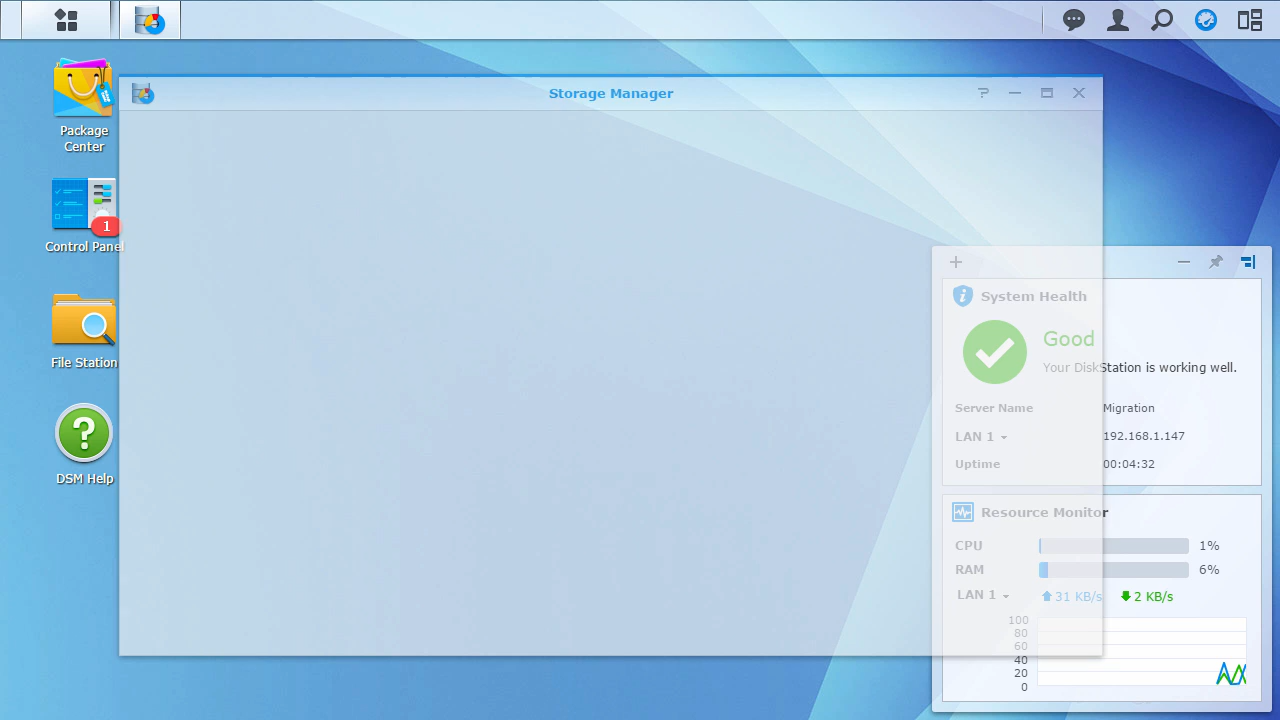 Storage Manager
Package
Center
1
Control Panel
File Station
DSM Help
System Health
Good
Your DiskStation is working well.
Server Name Migration
LAN 1 192.168.1.147
Uptime 00:04:32
Resource Monitor
CPU 1%
RAM 6%
LAN 1 31 KB/s 2 KB/s
100
80
60
40
20
0